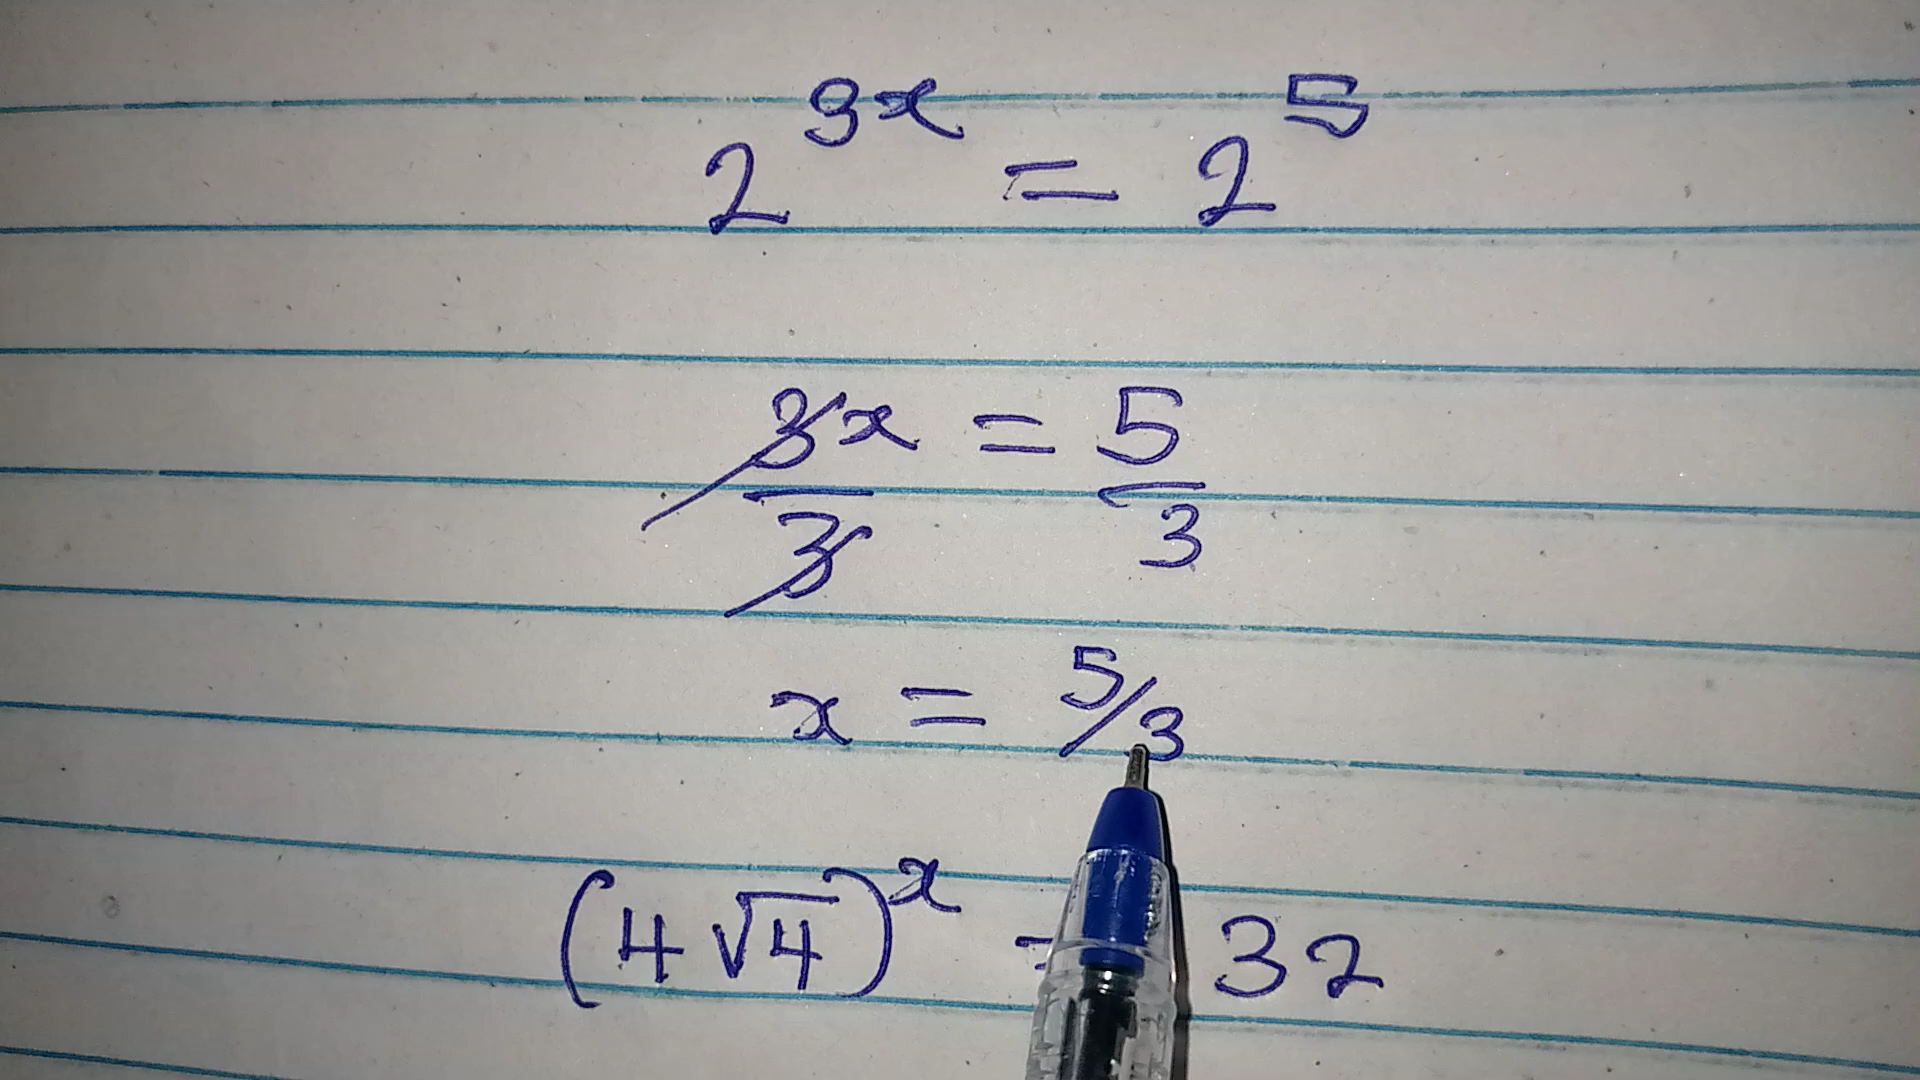 2^{3x} = 2^5
3x/3 = 5/3
x = 5/3
(4√4)^x = 32